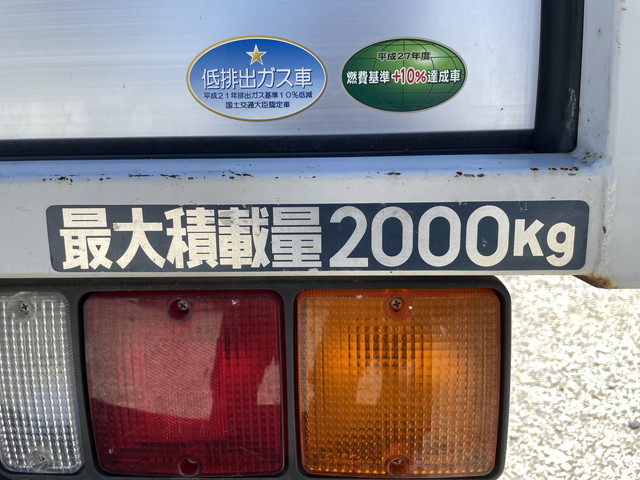 低排出ガス車
平成21年排出ガス基準10%低減
国土交通大臣認定車
平成27年度
燃費基準+10%達成車
最大積載量2000Kg